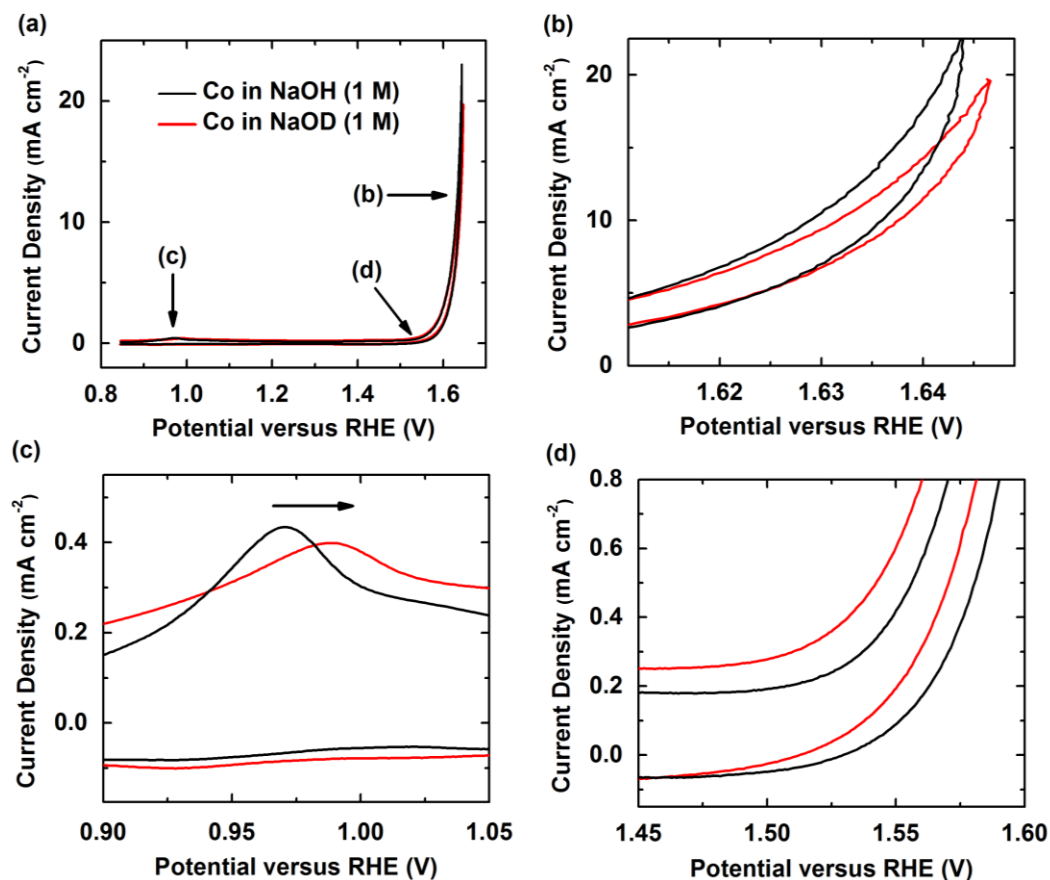 (a)
Current Density (mA cm-2)
20
10
0
Co in NaOH (1 M)
Co in NaOD (1 M)
(b)
(c)
(d)
0.8 1.0 1.2 1.4 1.6
Potential versus RHE (V)
(b)
Current Density (mA cm-2)
20
10
0
1.62 1.63 1.64
Potential versus RHE (V)
(c)
Current Density (mA cm-2)
0.4
0.2
0.0
0.90 0.95 1.00 1.05
Potential versus RHE (V)
(d)
Current Density (mA cm-2)
0.8
0.6
0.4
0.2
0.0
1.45 1.50 1.55 1.60
Potential versus RHE (V)